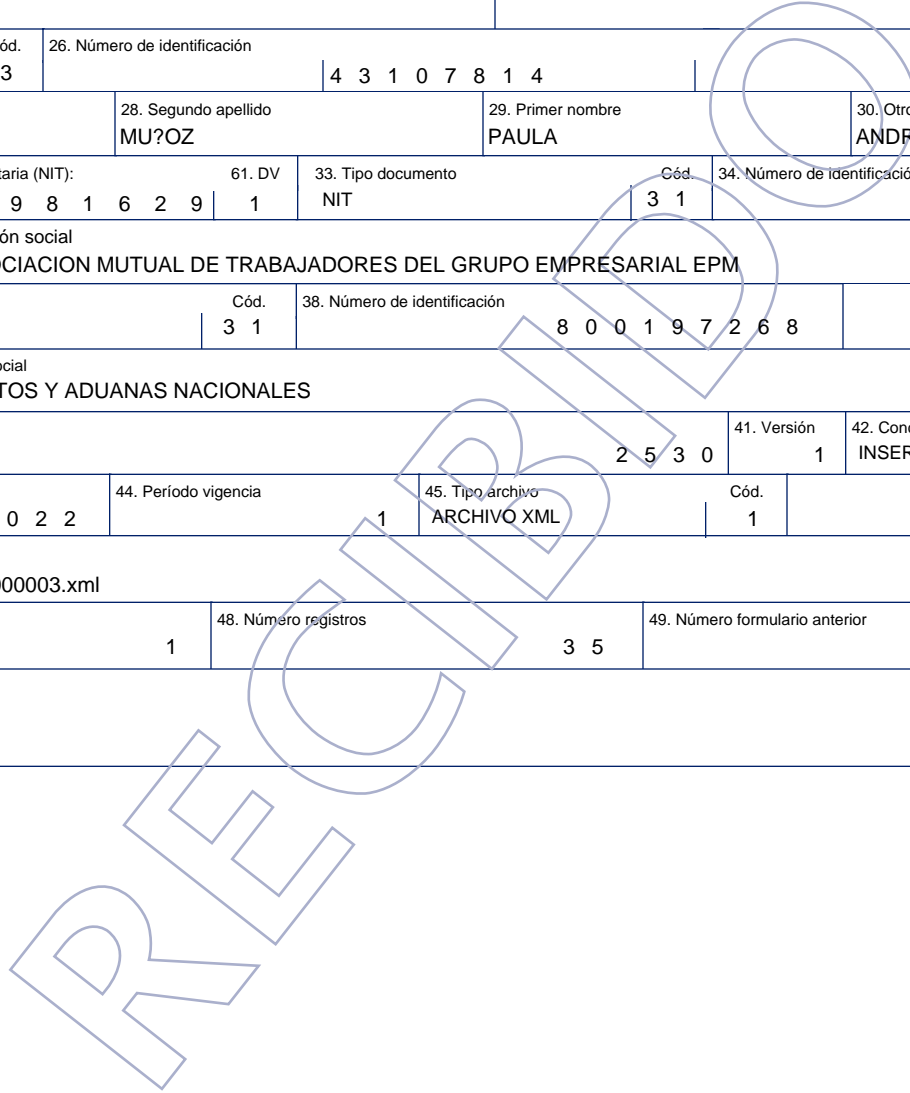 ód. 26. Número de identificación
3 4 3 1 0 7 8 1 4
28. Segundo apellido 29. Primer nombre 30. Otro
MU?OZ PAULA ANDR
taria (NIT): 61. DV 33. Tipo documento Cód. 34. Número de identificació
9 8 1 6 2 9 1 NIT 3 1
ón social
OCIACION MUTUAL DE TRABAJADORES DEL GRUPO EMPRESARIAL EPM
Cód. 38. Número de identificación
3 1 8 0 0 1 9 7 2 6 8
ocial
TOS Y ADUANAS NACIONALES
41. Versión 42. Conc
2 5 3 0 1 INSER
44. Período vigencia 45. Tipo archivo Cód.
0 2 2 1 ARCHIVO XML 1
000003.xml
48. Número registros 49. Número formulario anterior
1 3 5
RECIBIDO